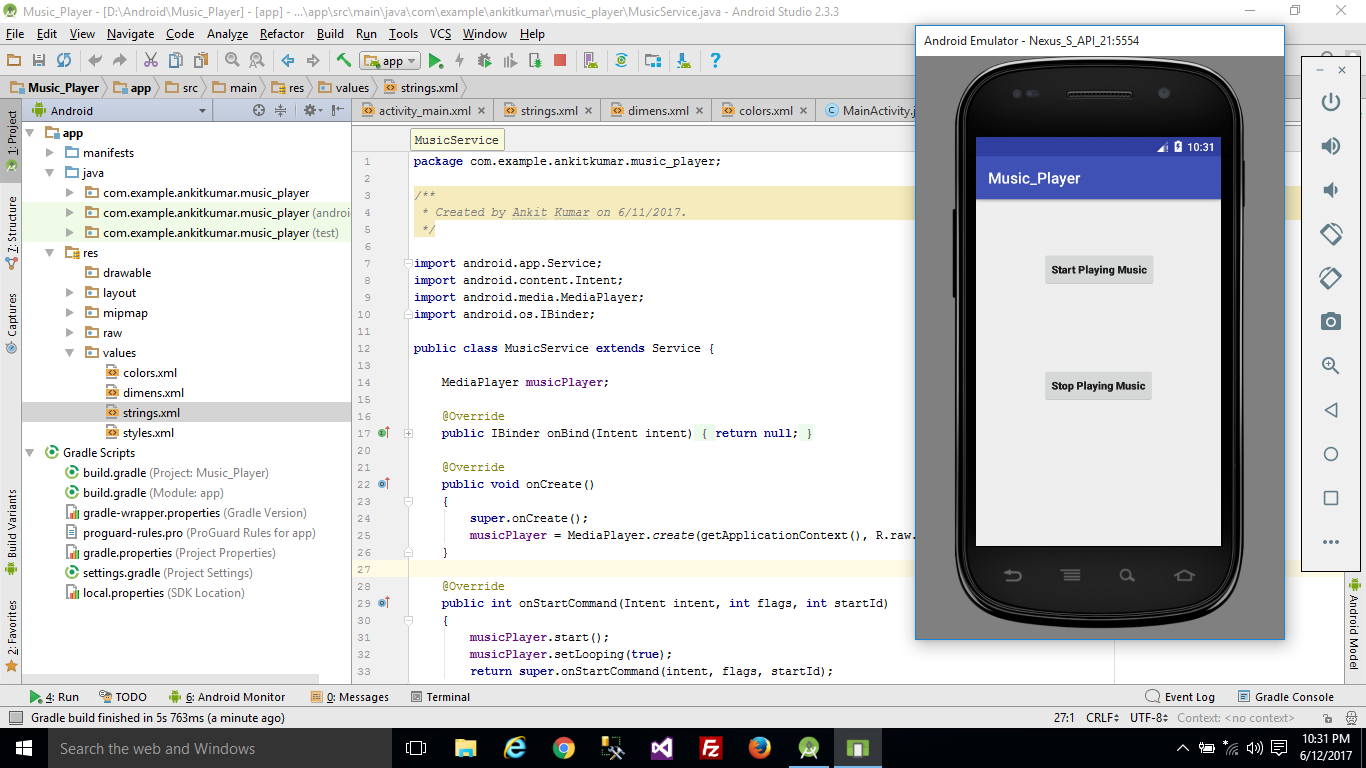 Music_Player - [D:\Android\Music_Player] - [app] - ...\app\src\main\java\com\example\ankitkumar\music_player\MusicService.java - Android Studio 2.3.3
File Edit View Navigate Code Analyze Refactor Build Run Tools VCS Window Help
app
Music_Player app src main res values strings.xml
Android
activity_main.xml strings.xml dimens.xml colors.xml MainActivity.j
1: Project
7: Structure
Captures
Build Variants
2: Favorites
app
manifests
java
com.example.ankitkumar.music_player
com.example.ankitkumar.music_player (androi
com.example.ankitkumar.music_player (test)
res
drawable
layout
mipmap
raw
values
colors.xml
dimens.xml
strings.xml
styles.xml
Gradle Scripts
build.gradle (Project: Music_Player)
build.gradle (Module: app)
gradle-wrapper.properties (Gradle Version)
proguard-rules.pro (ProGuard Rules for app)
gradle.properties (Project Properties)
settings.gradle (Project Settings)
local.properties (SDK Location)
MusicService
1 package com.example.ankitkumar.music_player;
2
3 /**
4 * Created by Ankit Kumar on 6/11/2017.
5 */
6
7 import android.app.Service;
8 import android.content.Intent;
9 import android.media.MediaPlayer;
10 import android.os.IBinder;
11
12 public class MusicService extends Service {
13
14 MediaPlayer musicPlayer;
15
16 @Override
17 public IBinder onBind(Intent intent) { return null; }
20
21 @Override
22 public void onCreate()
23 {
24 super.onCreate();
25 musicPlayer = MediaPlayer.create(getApplicationContext(), R.raw.
26 }
27
28 @Override
29 public int onStartCommand(Intent intent, int flags, int startId)
30 {
31 musicPlayer.start();
32 musicPlayer.setLooping(true);
33 return super.onStartCommand(intent, flags, startId);
Android Emulator - Nexus_S_API_21:5554
10:31
Music_Player
Start Playing Music
Stop Playing Music
Android Model
4: Run TODO 6: Android Monitor 0: Messages Terminal Event Log Gradle Console
Gradle build finished in 5s 763ms (a minute ago) 27:1 CRLF UTF-8 Context: <no context>
Search the web and Windows
10:31 PM
6/12/2017